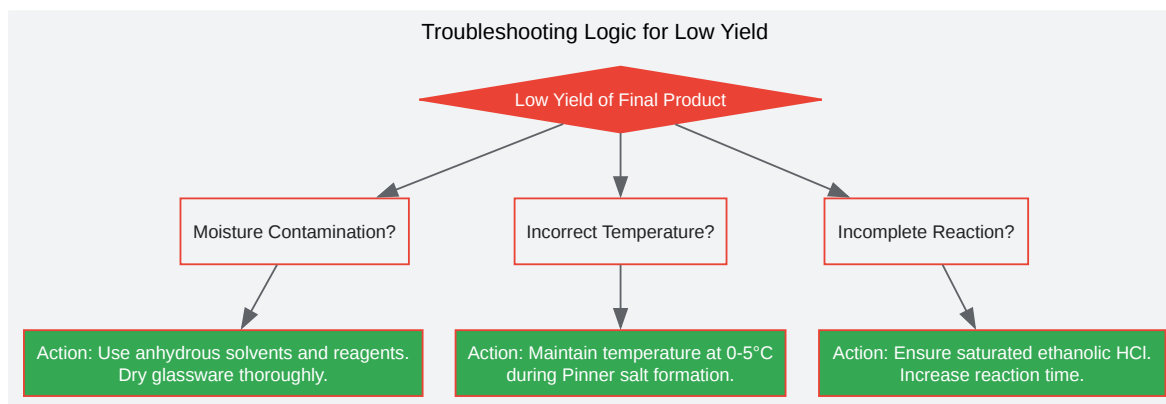 Troubleshooting Logic for Low Yield
Low Yield of Final Product
Moisture Contamination?
Incorrect Temperature?
Incomplete Reaction?
Action: Use anhydrous solvents and reagents.
Dry glassware thoroughly.
Action: Maintain temperature at 0-5°C
during Pinner salt formation.
Action: Ensure saturated ethanolic HCl.
Increase reaction time.